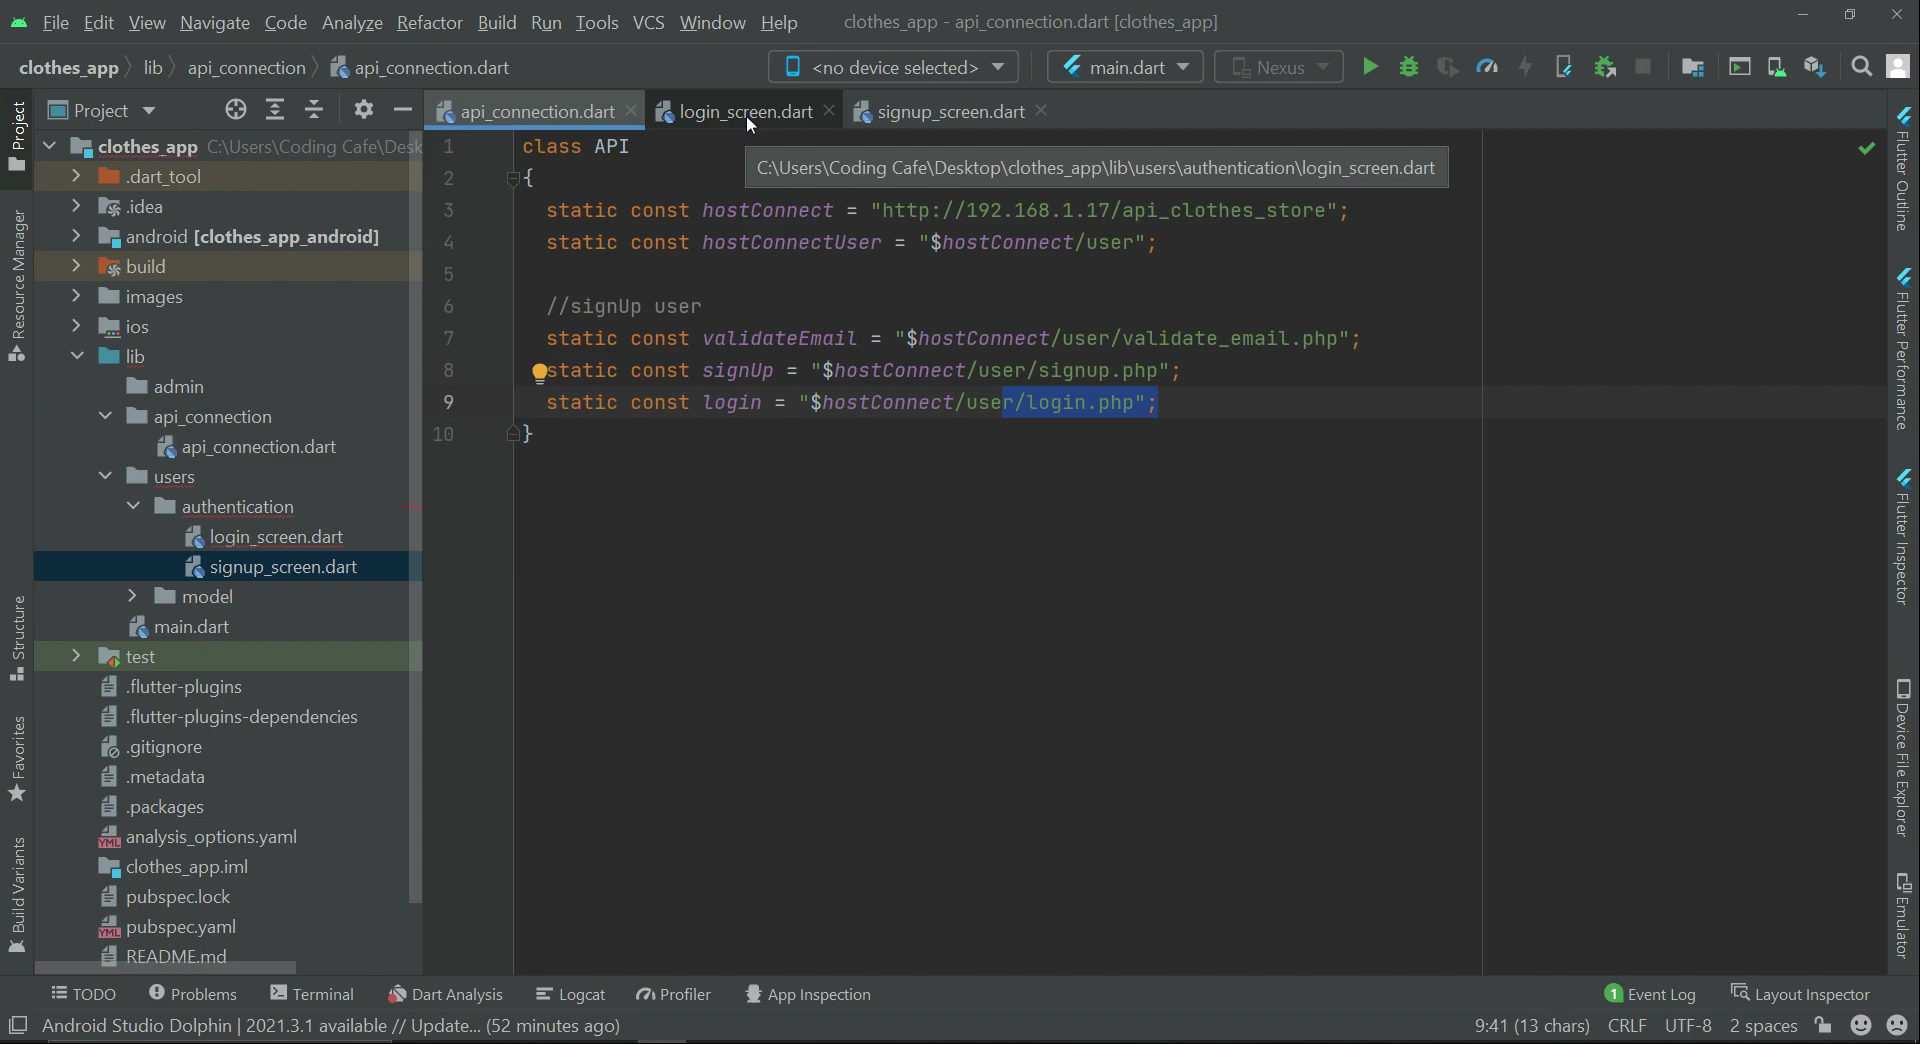 File Edit View Navigate Code Analyze Refactor Build Run Tools VCS Window Help clothes_app - api_connection.dart [clothes_app]
clothes_app lib api_connection api_connection.dart <no device selected> main.dart Nexus
Project
api_connection.dart login_screen.dart signup_screen.dart
C:\Users\Coding Cafe\Desktop\clothes_app\lib\users\authentication\login_screen.dart
clothes_app C:\Users\Coding Cafe\Desk
.dart_tool
.idea
android [clothes_app_android]
build
images
ios
lib
admin
api_connection
api_connection.dart
users
authentication
login_screen.dart
signup_screen.dart
model
main.dart
test
.flutter-plugins
.flutter-plugins-dependencies
.gitignore
.metadata
.packages
analysis_options.yaml
clothes_app.iml
pubspec.lock
pubspec.yaml
README.md
1 class API
2 {
3 static const hostConnect = "http://192.168.1.17/api_clothes_store";
4 static const hostConnectUser = "$hostConnect/user";
5
6 //signUp user
7 static const validateEmail = "$hostConnect/user/validate_email.php";
8 static const signUp = "$hostConnect/user/signup.php";
9 static const login = "$hostConnect/user/login.php";
10 }
Project
Resource Manager
Structure
Favorites
Build Variants
Flutter Outline
Flutter Performance
Flutter Inspector
Device File Explorer
Emulator
TODO Problems Terminal Dart Analysis Logcat Profiler App Inspection 1 Event Log Layout Inspector
Android Studio Dolphin | 2021.3.1 available // Update... (52 minutes ago) 9:41 (13 chars) CRLF UTF-8 2 spaces